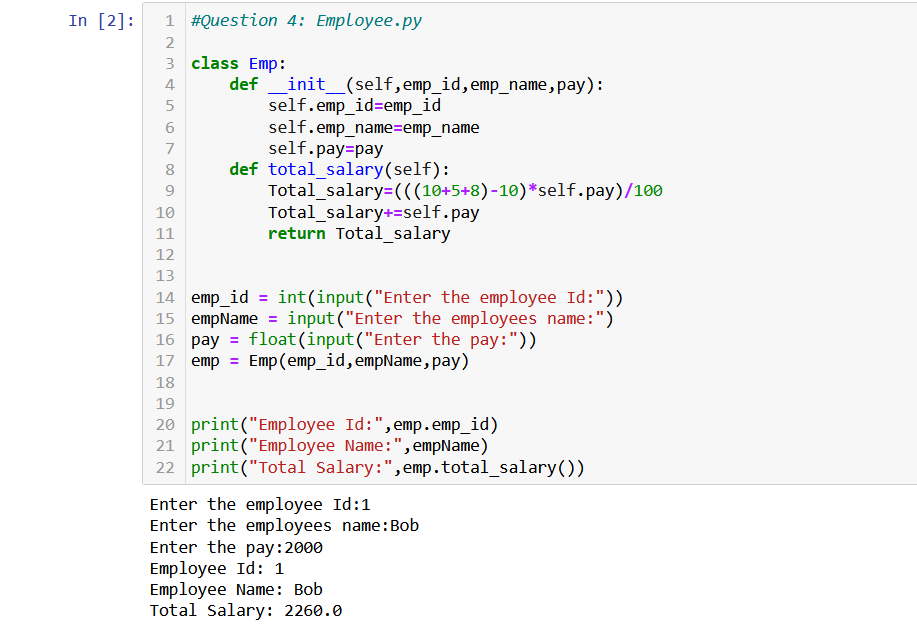 In [2]:
1 #Question 4: Employee.py
2
3 class Emp:
4     def __init__(self,emp_id,emp_name,pay):
5         self.emp_id=emp_id
6         self.emp_name=emp_name
7         self.pay=pay
8     def total_salary(self):
9         Total_salary=(((10+5+8)-10)*self.pay)/100
10         Total_salary+=self.pay
11         return Total_salary
12
13
14 emp_id = int(input("Enter the employee Id:"))
15 empName = input("Enter the employees name:")
16 pay = float(input("Enter the pay:"))
17 emp = Emp(emp_id,empName,pay)
18
19
20 print("Employee Id:",emp.emp_id)
21 print("Employee Name:",empName)
22 print("Total Salary:",emp.total_salary())
Enter the employee Id:1
Enter the employees name:Bob
Enter the pay:2000
Employee Id: 1
Employee Name: Bob
Total Salary: 2260.0